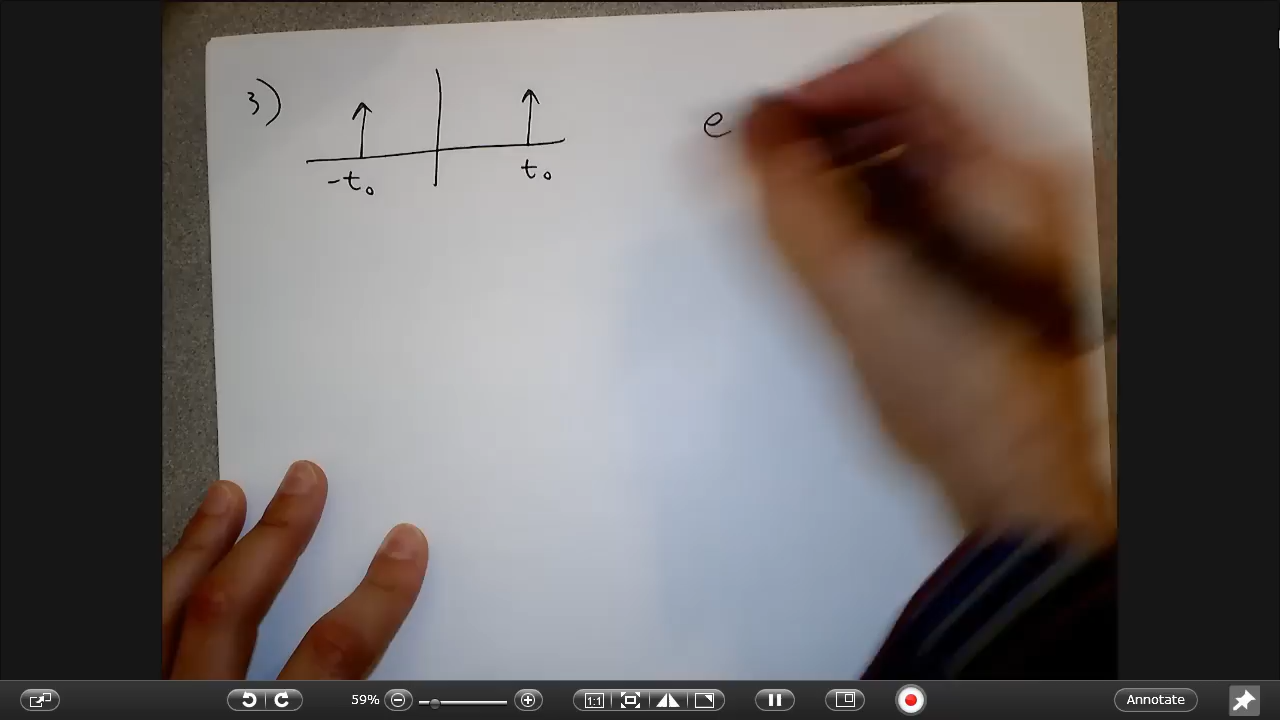 3)
e
-t₀ t₀
59%
1:1
Annotate